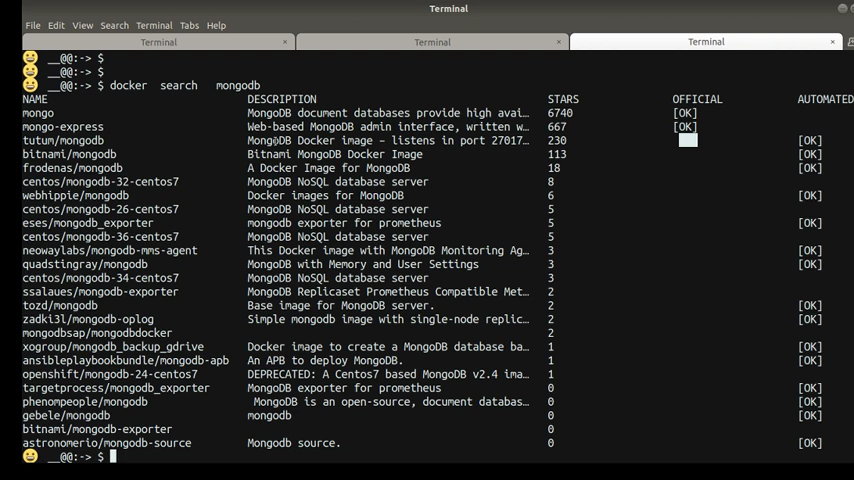 Terminal
File Edit View Search Terminal Tabs Help
Terminal × Terminal × Terminal ×
__@@:-> $
__@@:-> $
__@@:-> $ docker search mongodb
NAME DESCRIPTION STARS OFFICIAL AUTOMATED
mongo MongoDB document databases provide high avai… 6740 [OK]
mongo-express Web-based MongoDB admin interface, written w… 667 [OK]
tutum/mongodb MongoDB Docker image – listens in port 27017… 230 [OK]
bitnami/mongodb Bitnami MongoDB Docker Image 113 [OK]
frodenas/mongodb A Docker Image for MongoDB 18 [OK]
centos/mongodb-32-centos7 MongoDB NoSQL database server 8
webhippie/mongodb Docker images for MongoDB 6 [OK]
centos/mongodb-26-centos7 MongoDB NoSQL database server 5
eses/mongodb_exporter mongodb exporter for prometheus 5 [OK]
centos/mongodb-36-centos7 MongoDB NoSQL database server 5
neowaylabs/mongodb-mms-agent This Docker image with MongoDB Monitoring Ag… 3 [OK]
quadstingray/mongodb MongoDB with Memory and User Settings 3 [OK]
centos/mongodb-34-centos7 MongoDB NoSQL database server 3
ssalaues/mongodb-exporter MongoDB Replicaset Prometheus Compatible Met… 2
tozd/mongodb Base image for MongoDB server. 2 [OK]
zadki3l/mongodb-oplog Simple mongodb image with single-node replic… 2 [OK]
mongodbsap/mongodbdocker 2
xogroup/mongodb_backup_gdrive Docker image to create a MongoDB database ba… 1 [OK]
ansibleplaybookbundle/mongodb-apb An APB to deploy MongoDB. 1 [OK]
openshift/mongodb-24-centos7 DEPRECATED: A Centos7 based MongoDB v2.4 ima… 1
targetprocess/mongodb_exporter MongoDB exporter for prometheus 0 [OK]
phenompeople/mongodb MongoDB is an open-source, document databas… 0 [OK]
gebele/mongodb mongodb 0 [OK]
bitnami/mongodb-exporter 0
astronomerio/mongodb-source Mongodb source. 0 [OK]
__@@:-> $